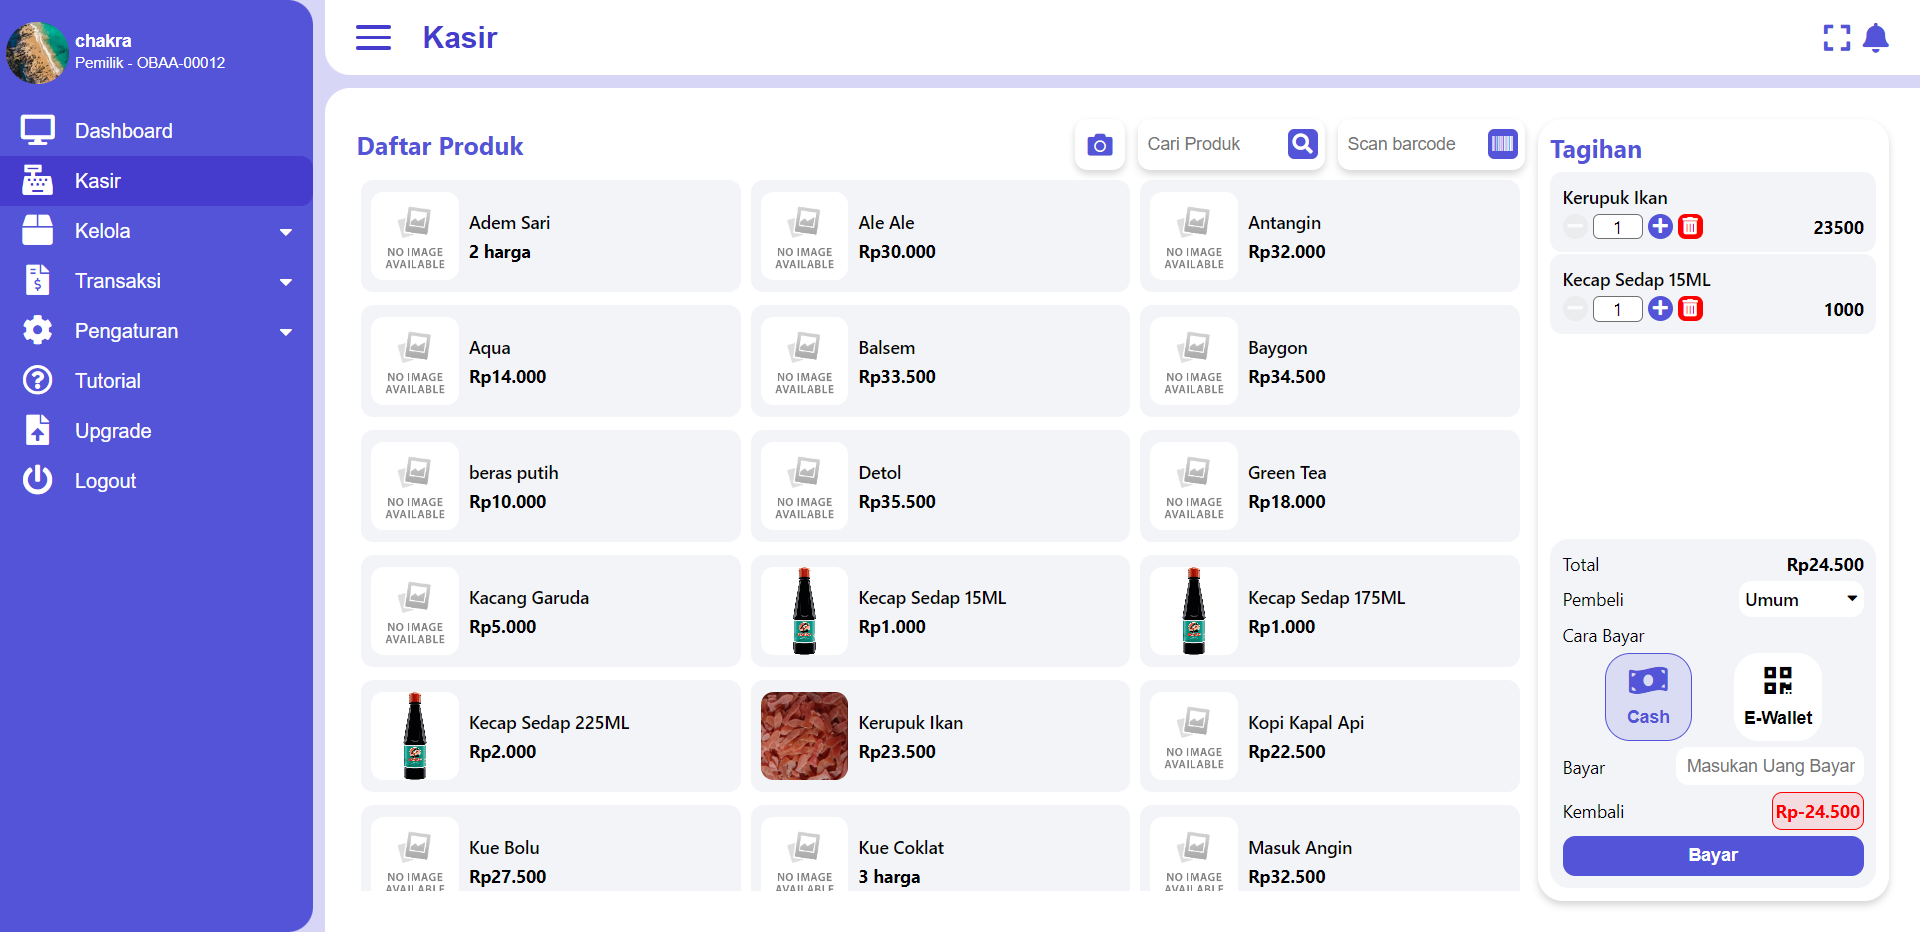 chakra
Pemilik - OBAA-00012
Dashboard
Kasir
Kelola
Transaksi
Pengaturan
Tutorial
Upgrade
Logout
Kasir
Daftar Produk
Cari Produk
Scan barcode
NO IMAGE
AVAILABLE
Adem Sari
2 harga
NO IMAGE
AVAILABLE
Ale Ale
Rp30.000
NO IMAGE
AVAILABLE
Antangin
Rp32.000
NO IMAGE
AVAILABLE
Aqua
Rp14.000
NO IMAGE
AVAILABLE
Balsem
Rp33.500
NO IMAGE
AVAILABLE
Baygon
Rp34.500
NO IMAGE
AVAILABLE
beras putih
Rp10.000
NO IMAGE
AVAILABLE
Detol
Rp35.500
NO IMAGE
AVAILABLE
Green Tea
Rp18.000
NO IMAGE
AVAILABLE
Kacang Garuda
Rp5.000
Kecap Sedap 15ML
Rp1.000
Kecap Sedap 175ML
Rp1.000
Kecap Sedap 225ML
Rp2.000
Kerupuk Ikan
Rp23.500
NO IMAGE
AVAILABLE
Kopi Kapal Api
Rp22.500
NO IMAGE
AVAILABLE
Kue Bolu
Rp27.500
NO IMAGE
AVAILABLE
Kue Coklat
3 harga
NO IMAGE
AVAILABLE
Masuk Angin
Rp32.500
Tagihan
Kerupuk Ikan
1
23500
Kecap Sedap 15ML
1
1000
Total
Rp24.500
Pembeli
Umum
Cara Bayar
Cash
E-Wallet
Bayar
Masukan Uang Bayar
Kembali
Rp-24.500
Bayar